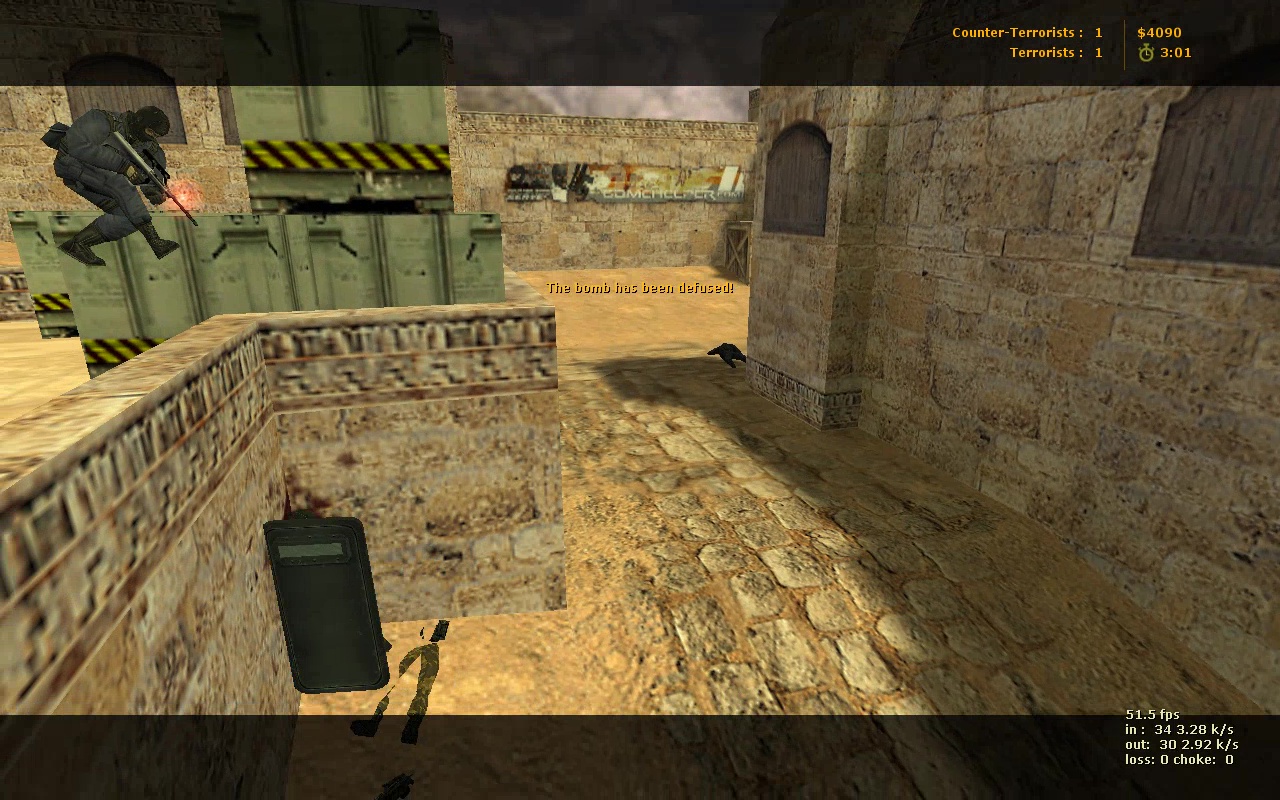 Counter-Terrorists : 1 $4090
Terrorists : 1 3:01
The bomb has been defused!
51.5 fps
in : 34 3.28 k/s
out: 30 2.92 k/s
loss: 0 choke: 0